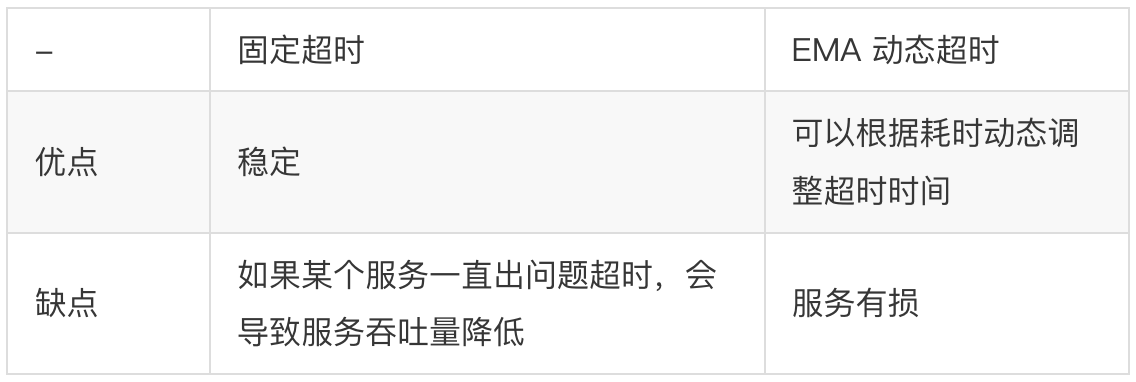 – 固定超时 EMA 动态超时
优点 稳定 可以根据耗时动态调
整超时时间
缺点 如果某个服务一直出问题超时，会
导致服务吞吐量降低 服务有损